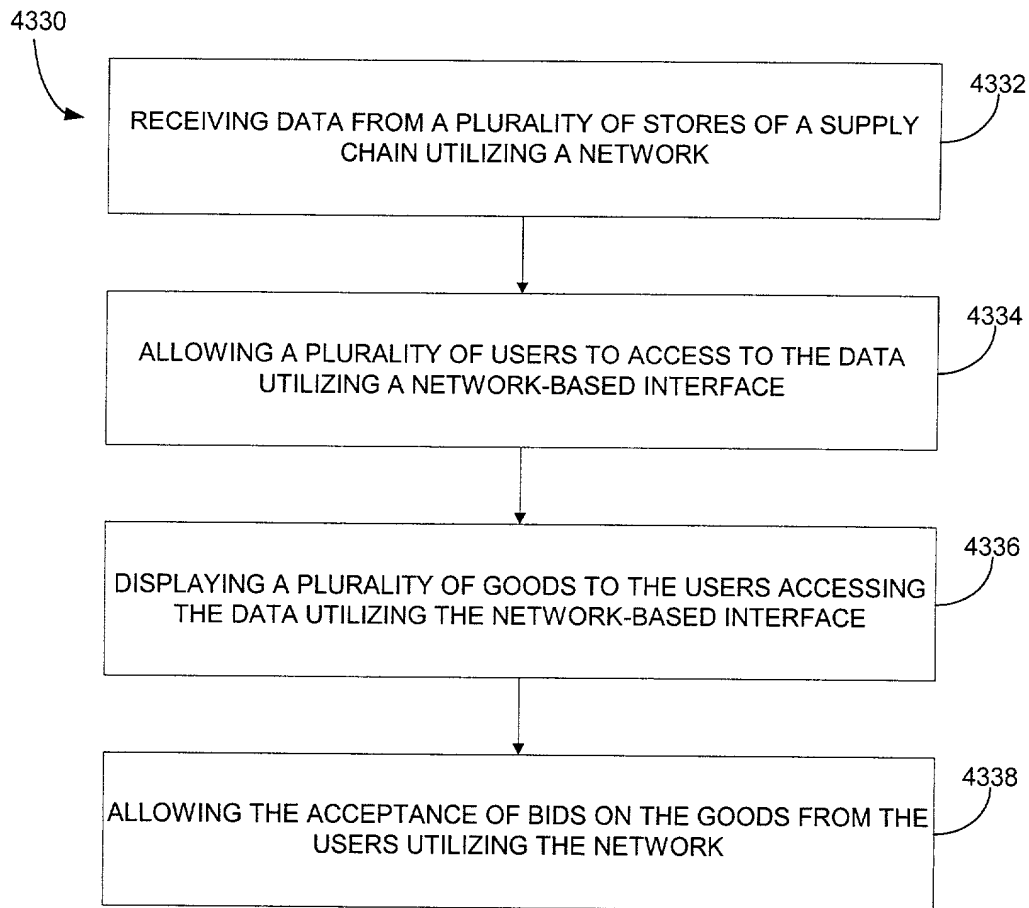 4330
4332
RECEIVING DATA FROM A PLURALITY OF STORES OF A SUPPLY
CHAIN UTILIZING A NETWORK
4334
ALLOWING A PLURALITY OF USERS TO ACCESS TO THE DATA
UTILIZING A NETWORK-BASED INTERFACE
4336
DISPLAYING A PLURALITY OF GOODS TO THE USERS ACCESSING
THE DATA UTILIZING THE NETWORK-BASED INTERFACE
4338
ALLOWING THE ACCEPTANCE OF BIDS ON THE GOODS FROM THE
USERS UTILIZING THE NETWORK